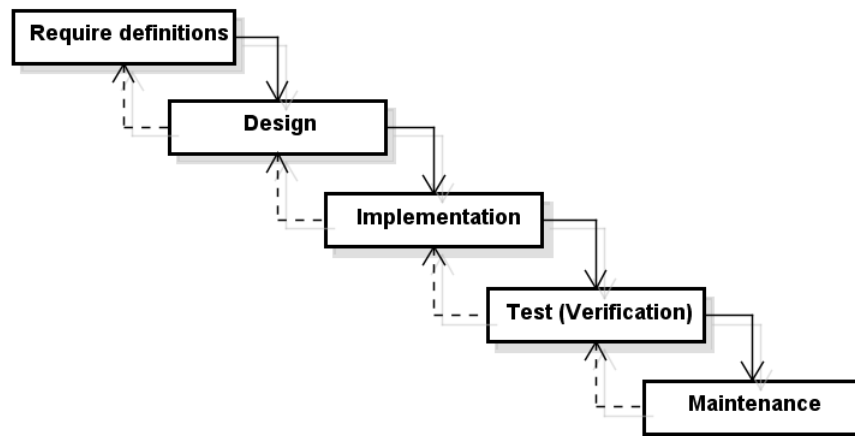 Require definitions
Design
Implementation
Test (Verification)
Maintenance